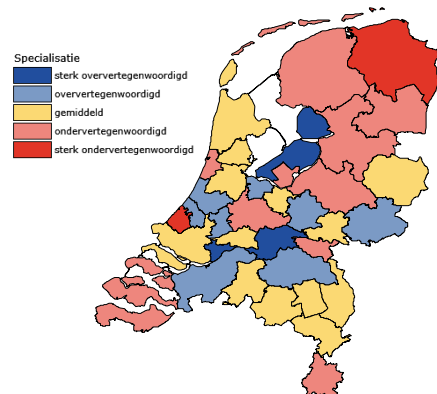 Specialisatie
sterk oververtegenwoordigd
oververtegenwoordigd
gemiddeld
ondervertegenwoordigd
sterk ondervertegenwoordigd